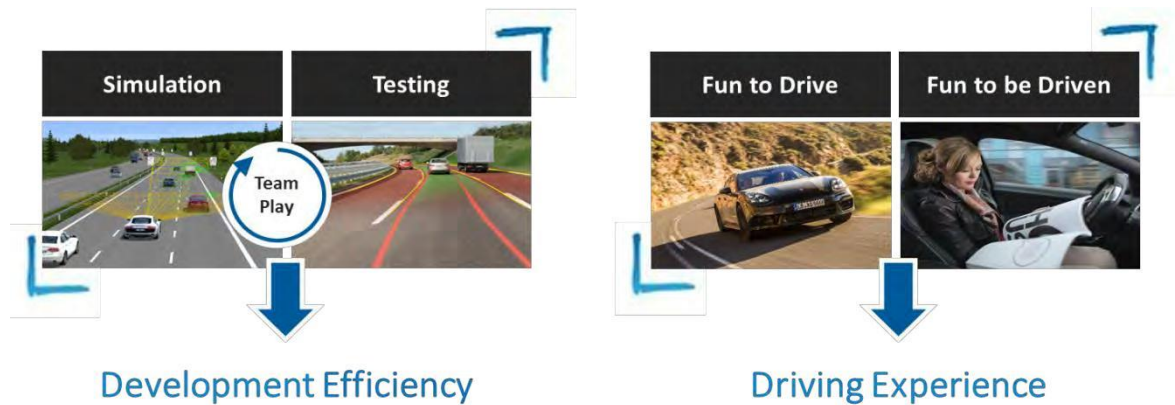 Simulation
Testing
Team
Play
Development Efficiency
Fun to Drive
Fun to be Driven
Driving Experience